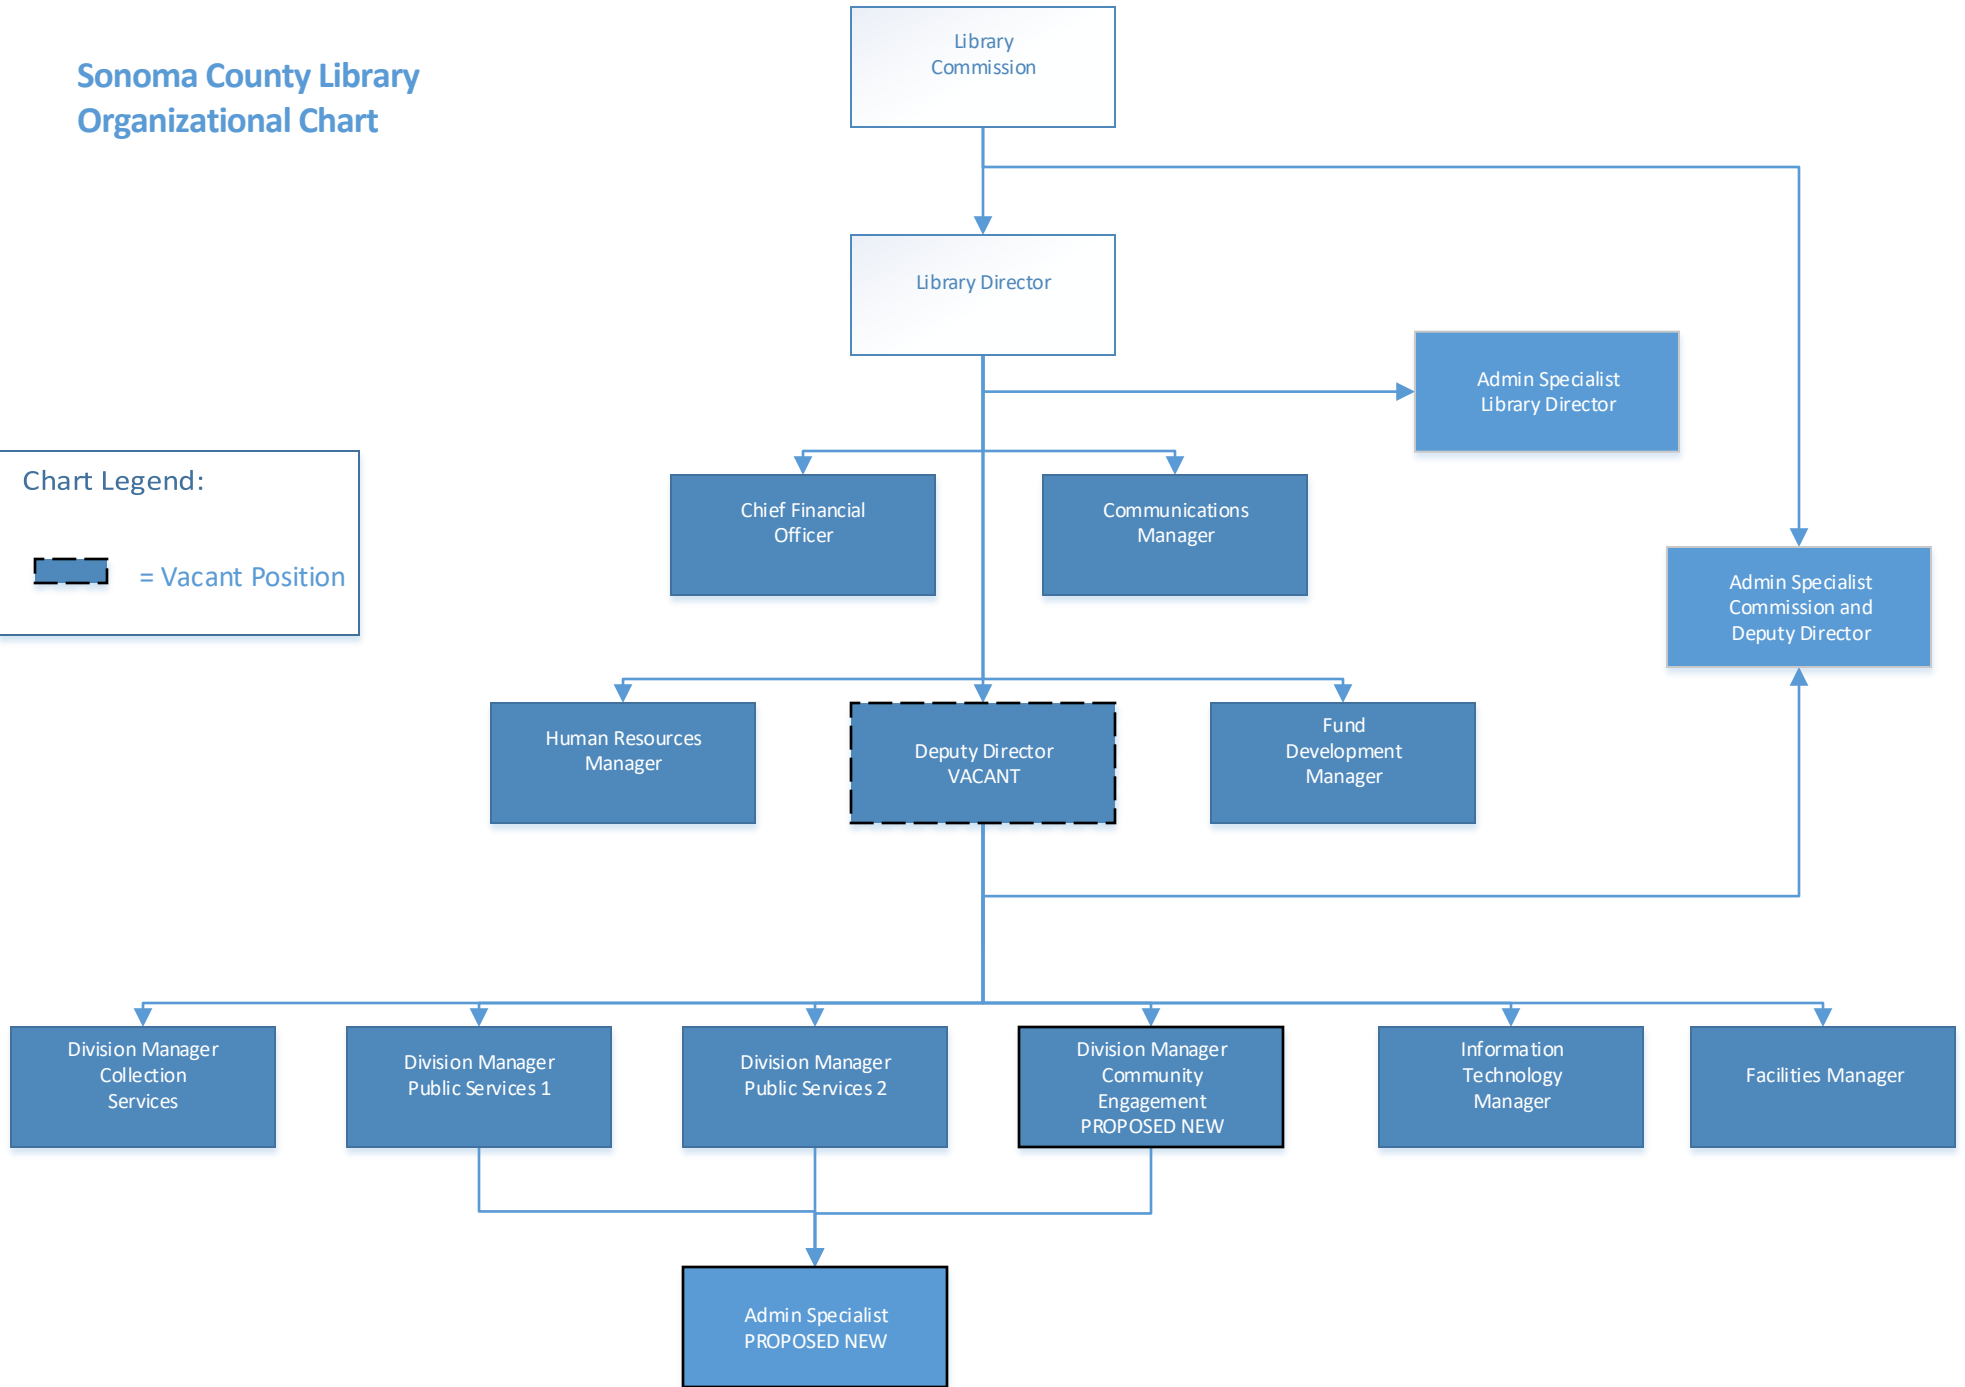 Sonoma County Library
Organizational Chart
Library
Commission
Library Director
Admin Specialist
Library Director
Chart Legend:
= Vacant Position
Chief Financial
Officer
Communications
Manager
Admin Specialist
Commission and
Deputy Director
Human Resources
Manager
Deputy Director
VACANT
Fund
Development
Manager
Division Manager
Collection
Services
Division Manager
Public Services 1
Division Manager
Public Services 2
Division Manager
Community
Engagement
PROPOSED NEW
Information
Technology
Manager
Facilities Manager
Admin Specialist
PROPOSED NEW